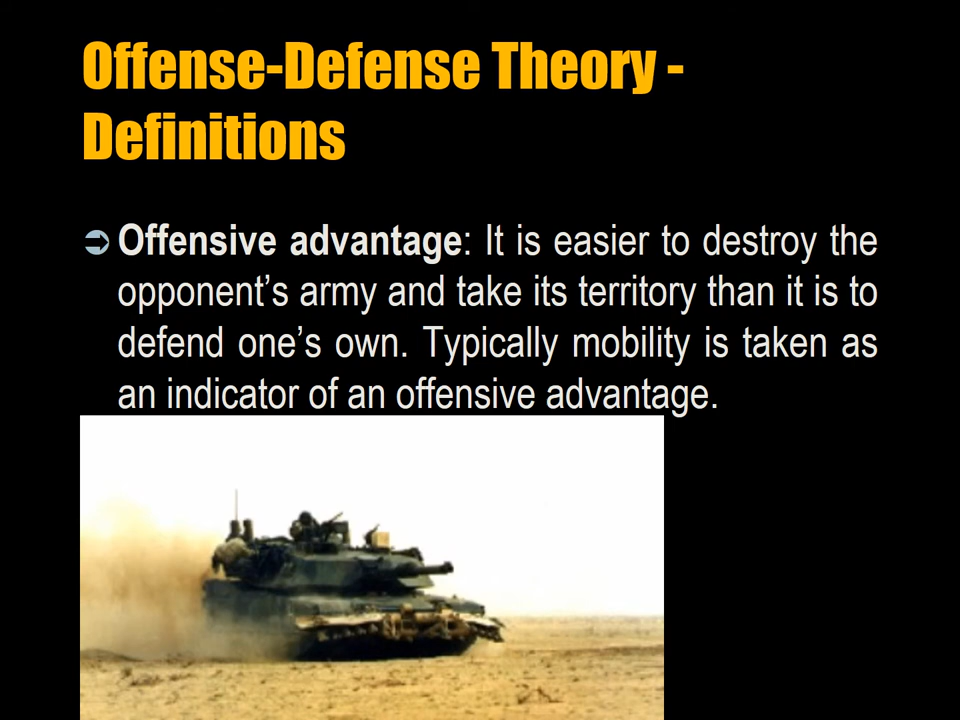 Offense-Defense Theory -
Definitions
➲ Offensive advantage: It is easier to destroy the
opponent’s army and take its territory than it is to
defend one’s own. Typically mobility is taken as
an indicator of an offensive advantage.